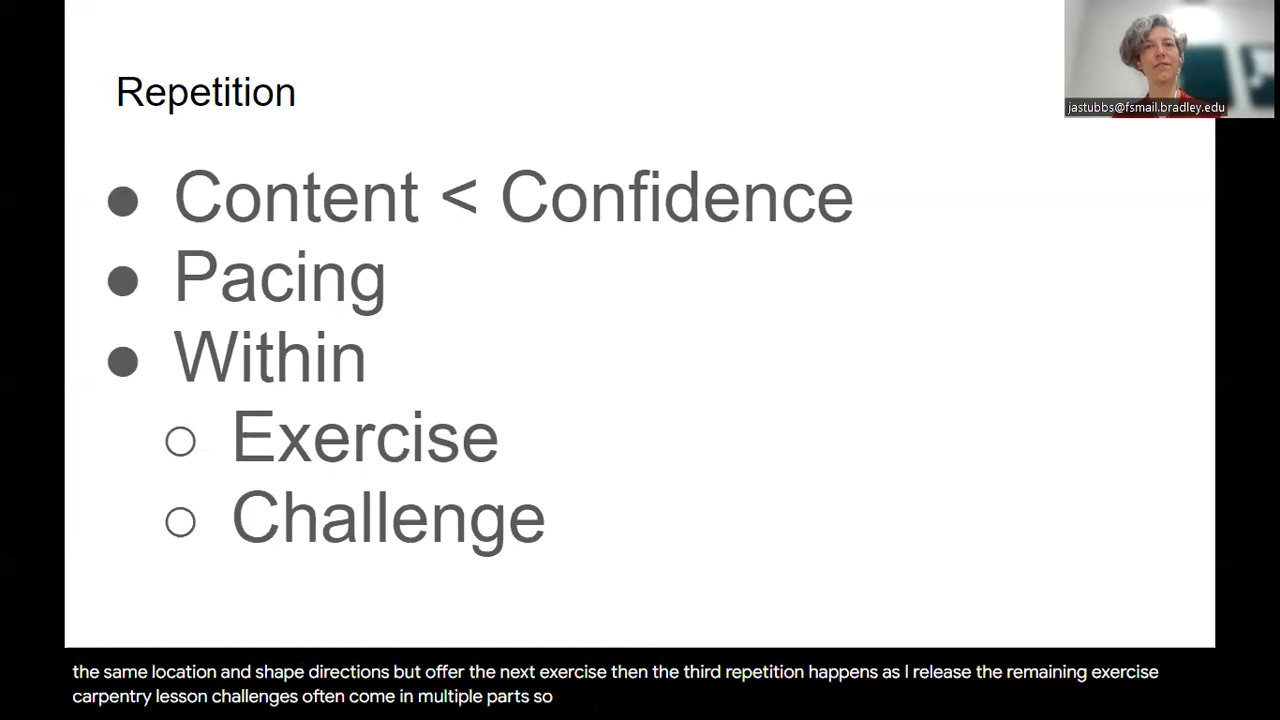 Repetition
jastubbs@fsmail.bradley.edu
● Content < Confidence
● Pacing
● Within
○ Exercise
○ Challenge
the same location and shape directions but offer the next exercise then the third repetition happens as I release the remaining exercise
carpentry lesson challenges often come in multiple parts so